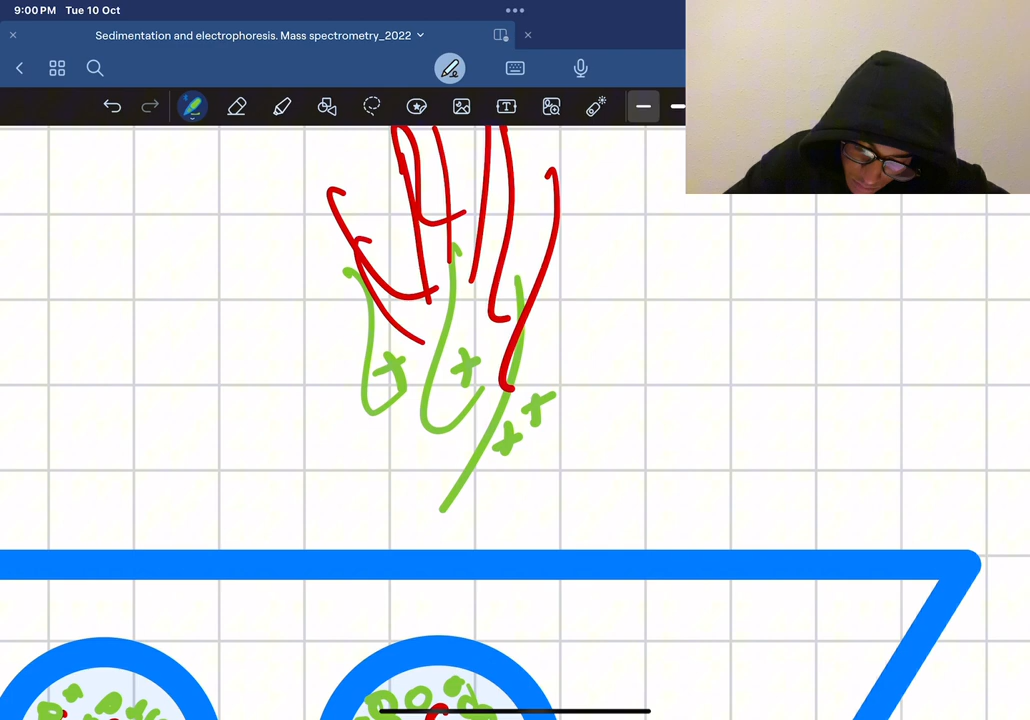 9:00 PM Tue 10 Oct
Sedimentation and electrophoresis. Mass spectrometry_2022